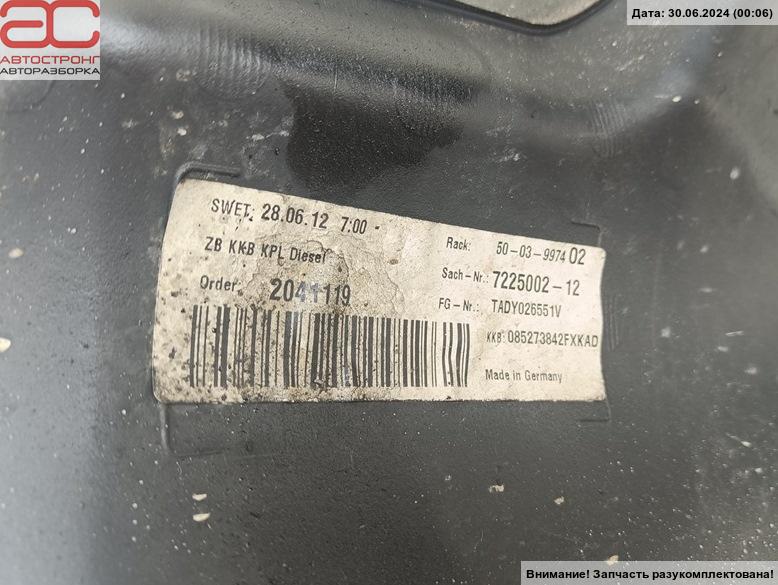 АС
АВТОСТРОНГ
АВТОРАЗБОРКА
Дата: 30.06.2024 (00:06)
SWET: 28.06.12 7:00 -
ZB KKB KPL Diesel
Order 2041119
Rack: 50-03-9974 02
Sach-Nr.: 7225002-12
FG-Nr.: TADY026551V
KKB: 085273842FXKAD
Made in Germany
Внимание! Запчасть разукомплектована!